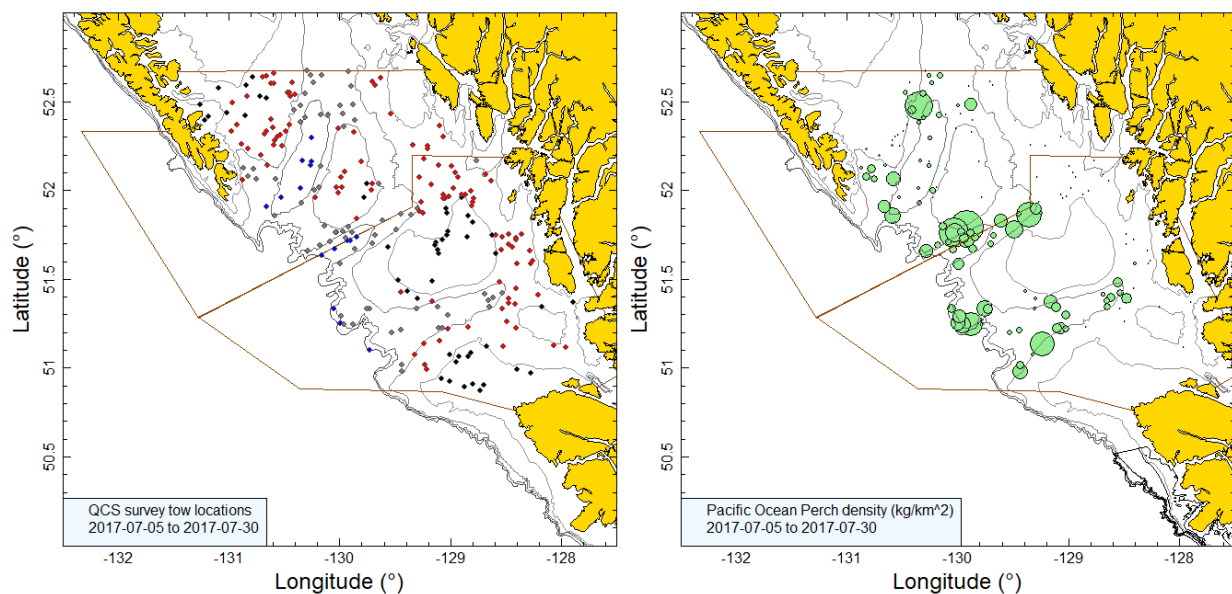 52.5
52
51.5
51
50.5
Latitude (°)
QCS survey tow locations
2017-07-05 to 2017-07-30
-132
-131
-130
-129
-128
Longitude (°)
52.5
52
51.5
51
50.5
Latitude (°)
Pacific Ocean Perch density (kg/km^2)
2017-07-05 to 2017-07-30
-132
-131
-130
-129
-128
Longitude (°)